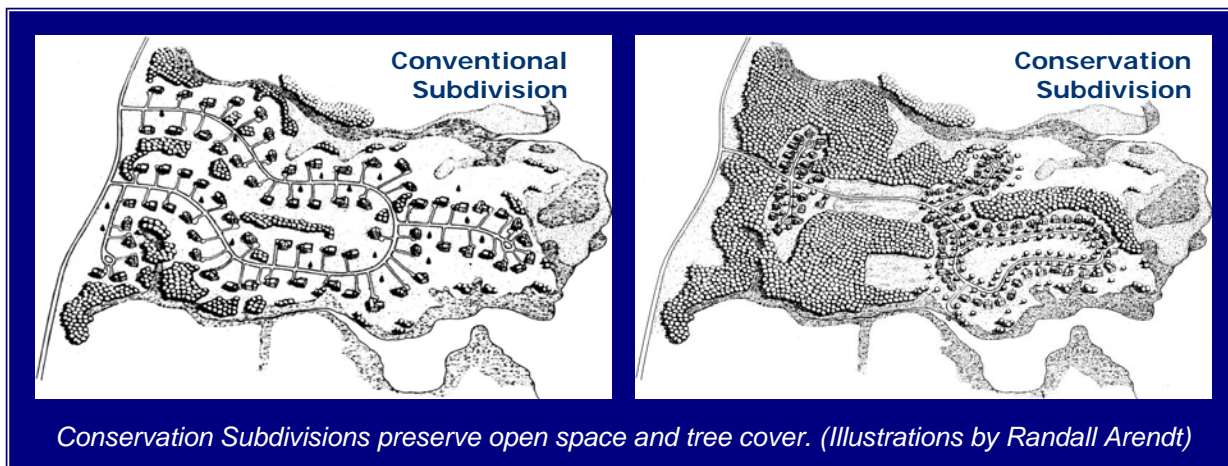 Conventional
Subdivision
Conservation
Subdivision
Conservation Subdivisions preserve open space and tree cover. (Illustrations by Randall Arendt)